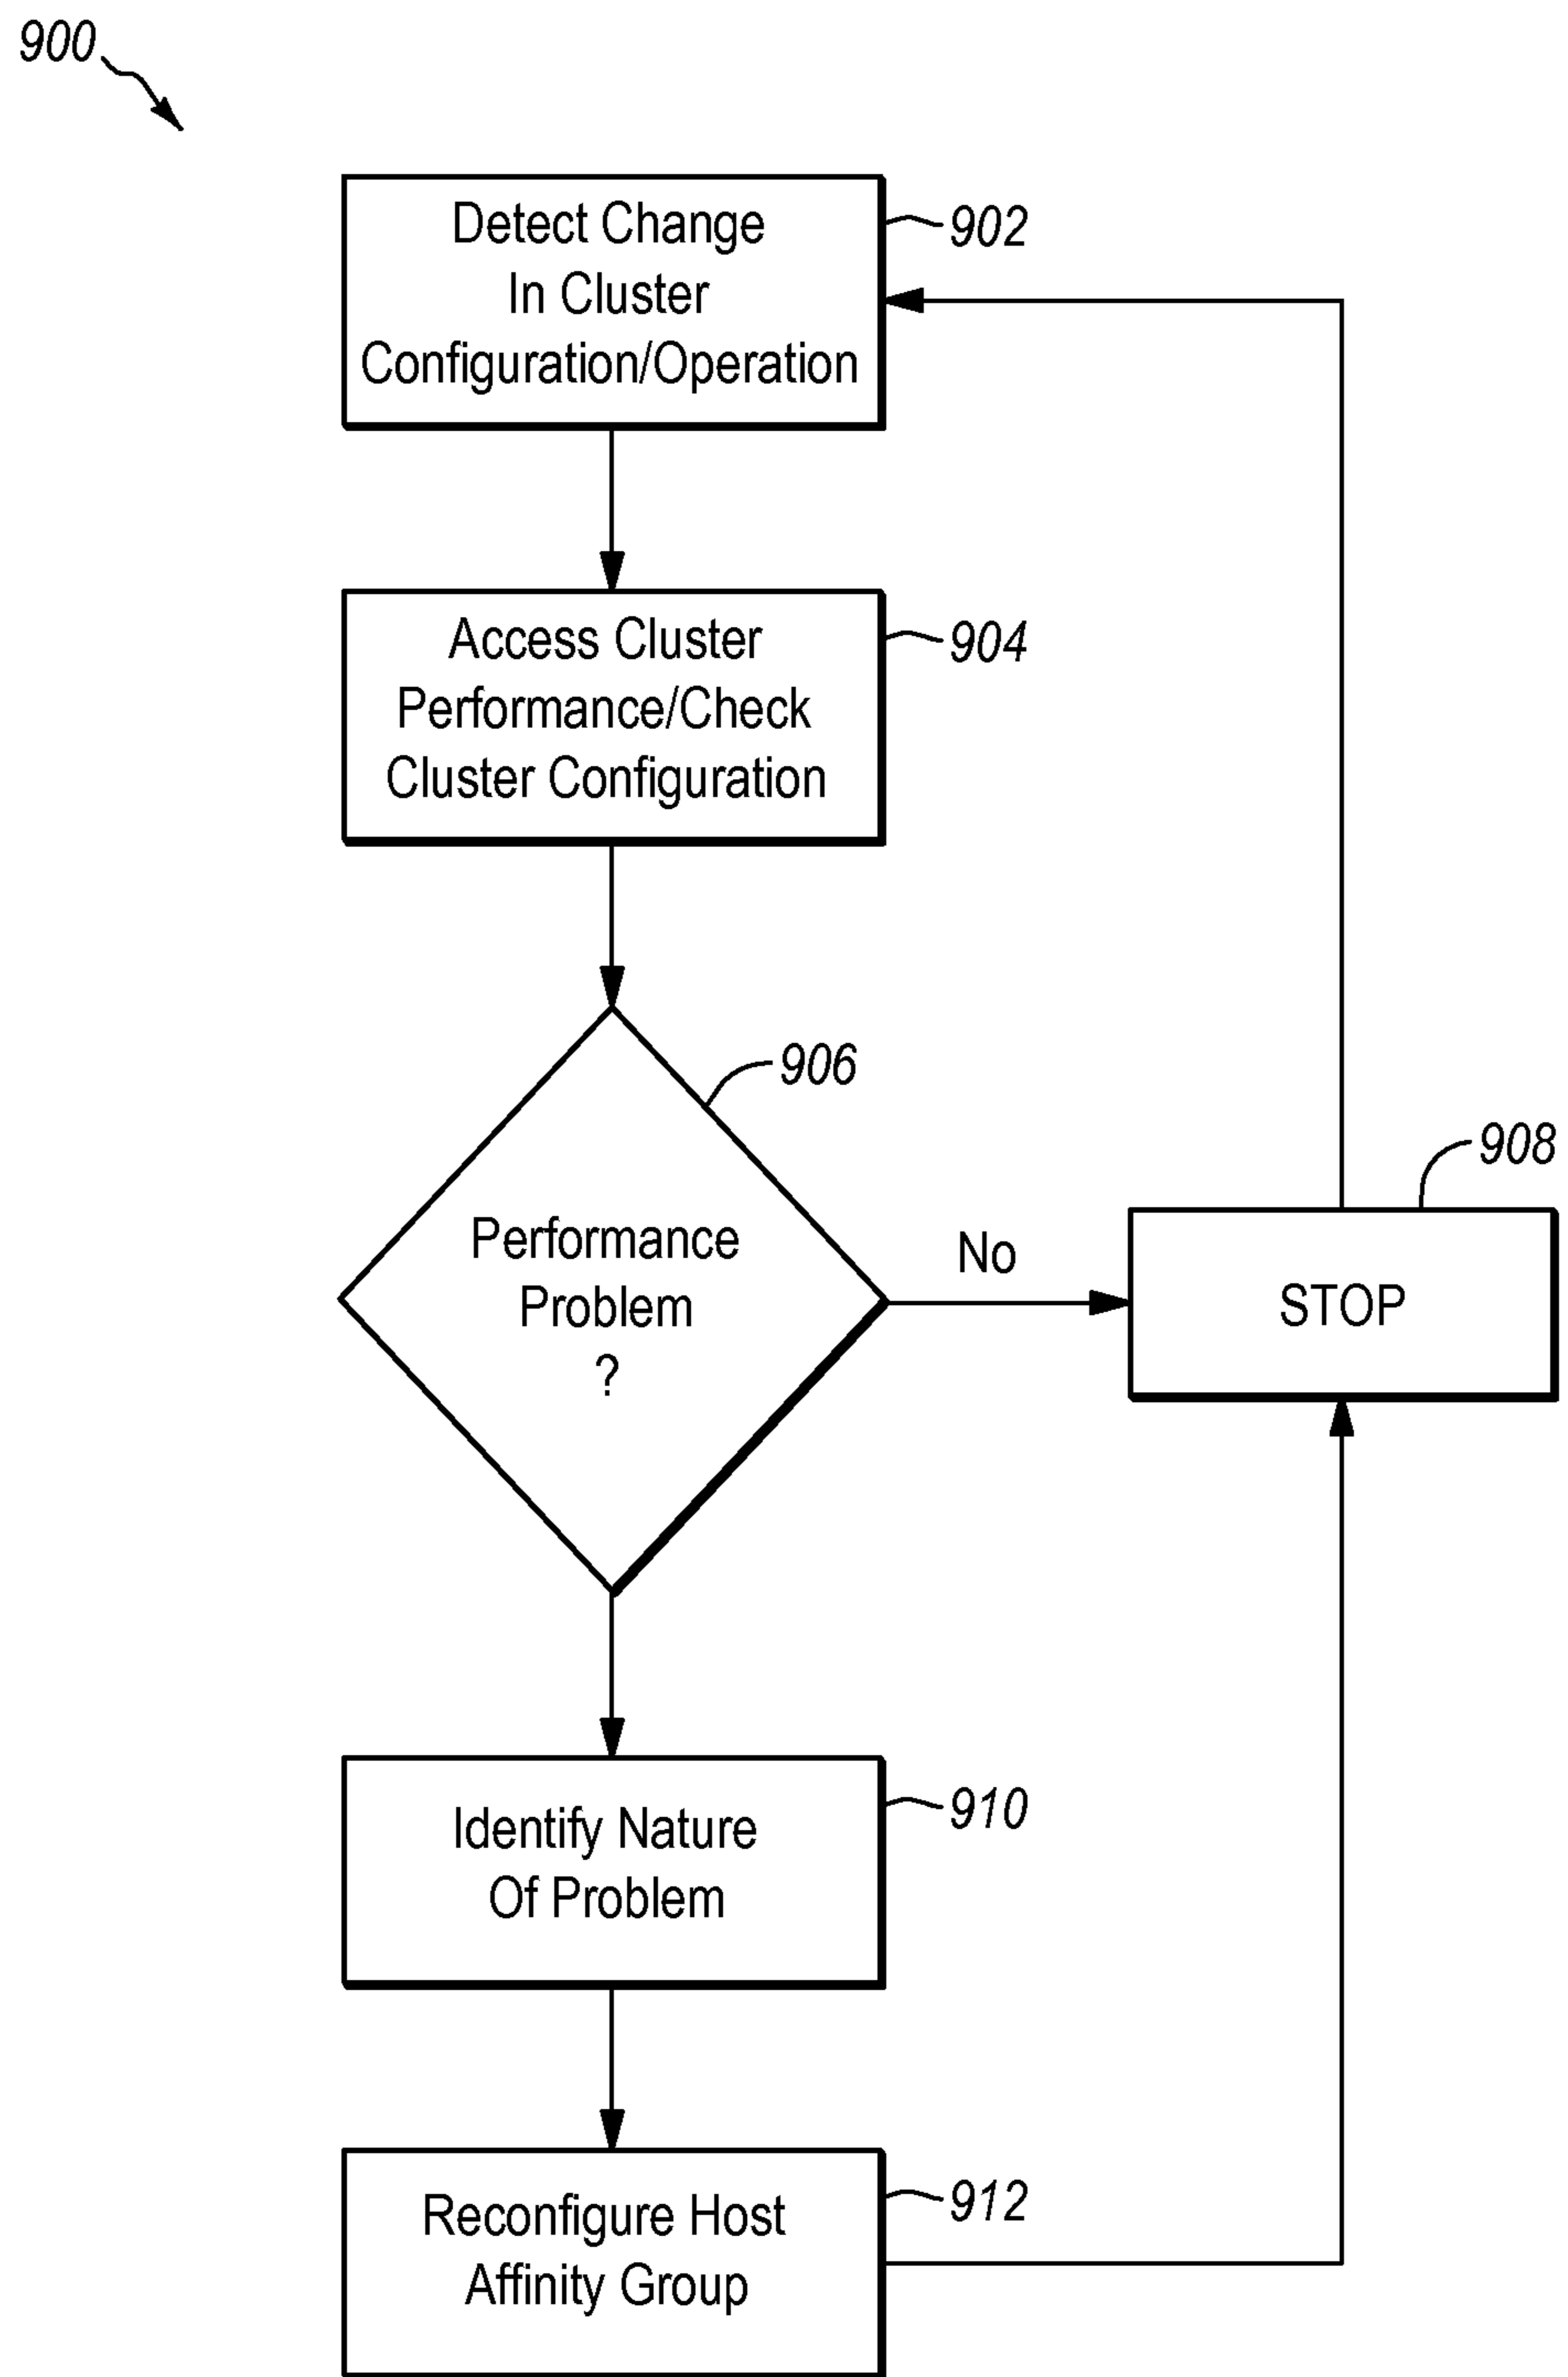 900
Detect Change
In Cluster
Configuration/Operation
902
Access Cluster
Performance/Check
Cluster Configuration
904
906
Performance
Problem
?
No
908
STOP
Identify Nature
Of Problem
910
Reconfigure Host
Affinity Group
912